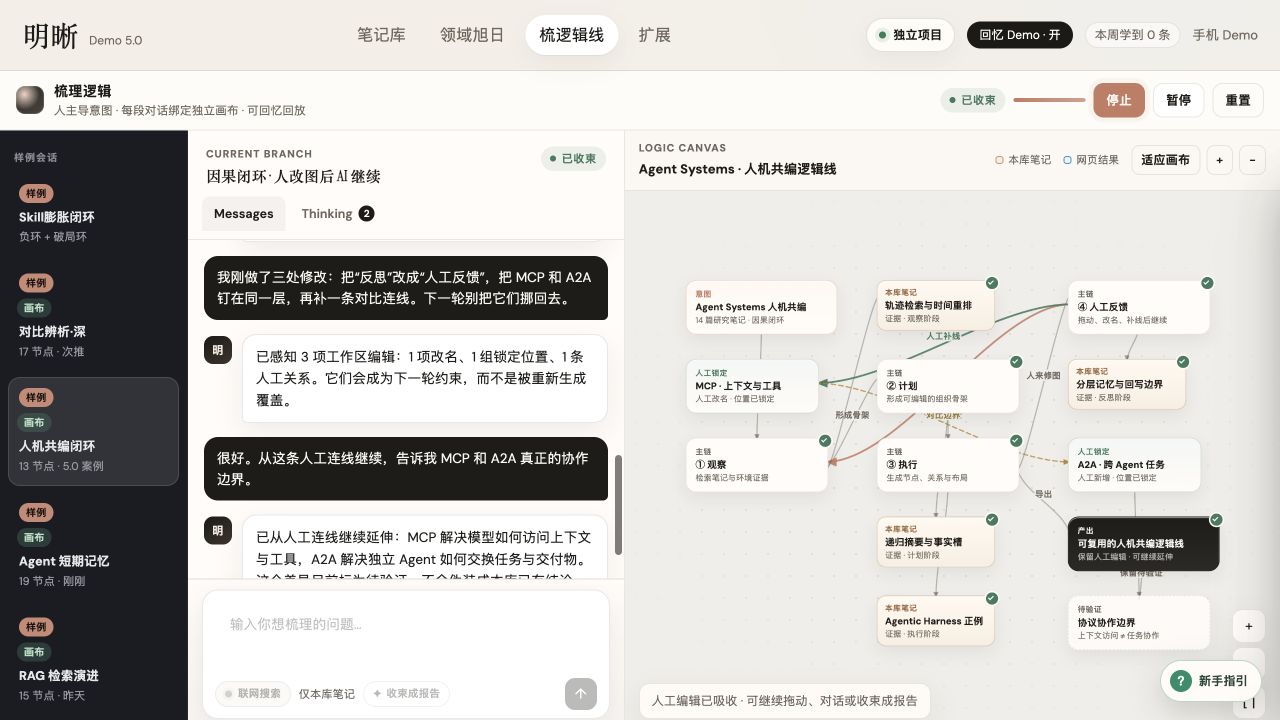 明晰 Demo 5.0
笔记库 领域旭日 梳逻辑线 扩展
独立项目 回忆 Demo · 开 本周学到 0 条 手机 Demo
梳理逻辑
人主导意图 · 每段对话绑定独立画布 · 可回忆回放
已收束 停止 暂停 重置
样例会话
样例
Skill膨胀闭环
负环 + 破局环
样例
画布
对比辨析·深
17 节点 · 次推
样例
画布
人机共编闭环
13 节点 · 5.0 案例
样例
画布
Agent 短期记忆
19 节点 · 刚刚
样例
画布
RAG 检索演进
15 节点 · 昨天
CURRENT BRANCH
因果闭环·人改图后 AI 继续
已收束
Messages Thinking 2
我刚做了三处修改：把“反思”改成“人工反馈”，把 MCP 和 A2A
钉在同一层，再补一条对比连线。下一轮别把它们挪回去。
明
已感知 3 项工作区编辑：1 项改名、1 组锁定位置、1 条
人工关系。它们会成为下一轮约束，而不是被重新生成
覆盖。
很好。从这条人工连线继续，告诉我 MCP 和 A2A 真正的协作
边界。
明
已从人工连线继续延伸：MCP 解决模型如何访问上下文
与工具，A2A 解决独立 Agent 如何交换任务与交付物。
输入你想梳理的问题...
联网搜索 仅本库笔记 收束成报告
LOGIC CANVAS
Agent Systems · 人机共编逻辑线
本库笔记 网页结果 适应画布 + -
意图
Agent Systems 人机共编
14 篇研究笔记 · 因果闭环
本库笔记
轨迹检索与时间重排
证据 · 观察阶段
主链
④ 人工反馈
拖动、改名、补线后继续
人工补线
人工锁定
MCP · 上下文与工具
人工改名 · 位置已锁定
主链
② 计划
形成可编辑的组织骨架
人来修图
本库笔记
分层记忆与回写边界
证据 · 反思阶段
形成骨架
对比边界
主链
① 观察
检索笔记与环境证据
主链
③ 执行
生成节点、关系与布局
人工锁定
A2A · 跨 Agent 任务
人工新增 · 位置已锁定
导出
本库笔记
递归摘要与事实槽
证据 · 计划阶段
产出
可复用的人机共编逻辑线
保留人工编辑 · 可继续延伸
保留待验证
本库笔记
Agentic Harness 正例
证据 · 执行阶段
待验证
协议协作边界
上下文访问 ≠ 任务协作
+
? 新手指引
人工编辑已吸收 · 可继续拖动、对话或收束成报告